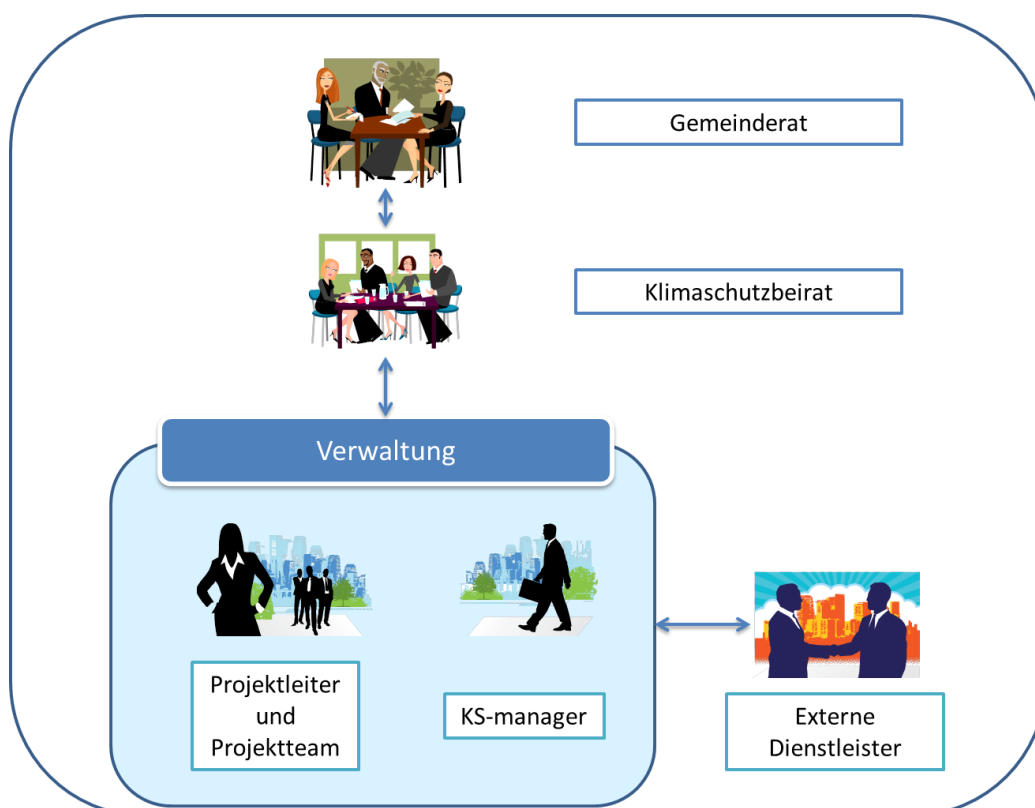 Gemeinderat
Klimaschutzbeirat
Verwaltung
Projektleiter
und
Projektteam
KS-manager
Externe
Dienstleister